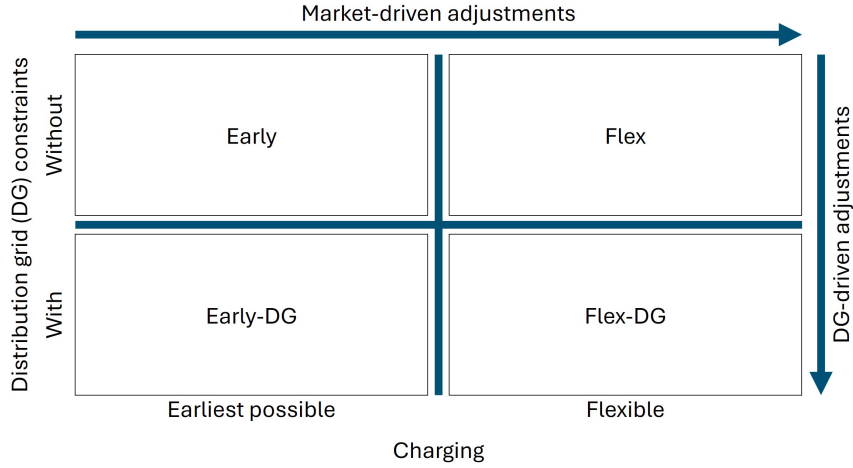 Market-driven adjustments
Distribution grid (DG) constraints
Without
Early
Flex
DG-driven adjustments
With
Early-DG
Flex-DG
Earliest possible
Flexible
Charging